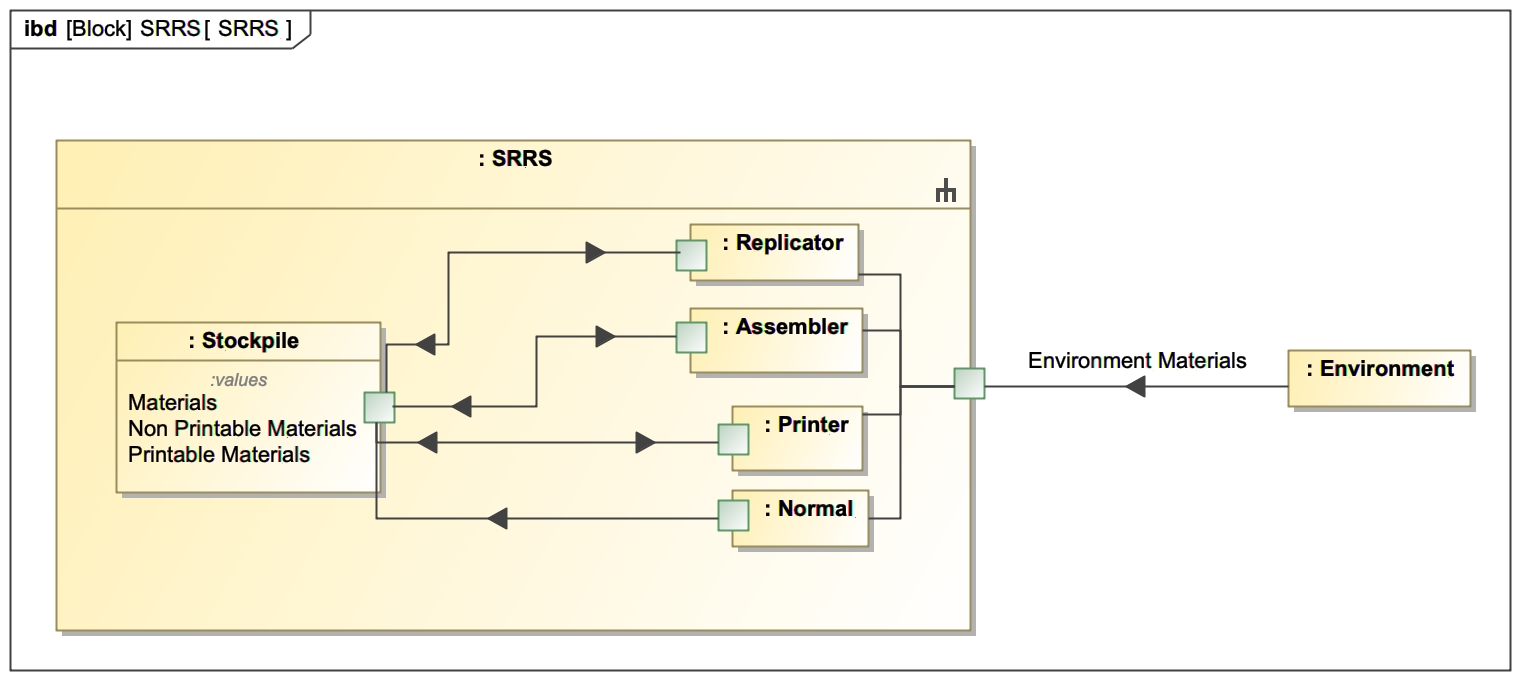 ibd [Block] SRRS [ SRRS ]
: SRRS
: Replicator
: Assembler
: Stockpile
:values
Materials
Non Printable Materials
Printable Materials
: Printer
: Normal
Environment Materials
: Environment